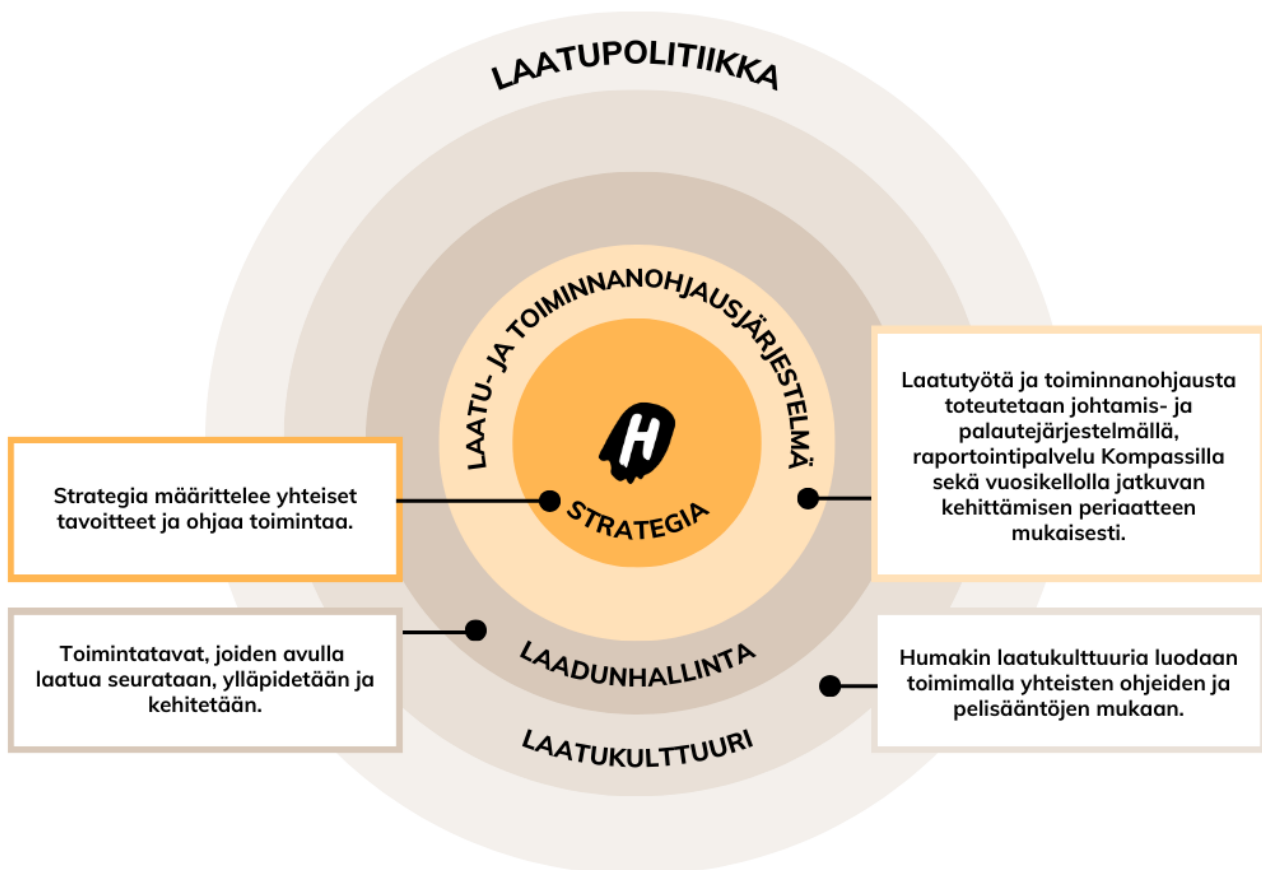 LAATUPOLITIIKKA
LAATU- JA TOIMINNANOHJAUSJÄRJESTELMÄ
H
STRATEGIA
LAADUNHALLINTA
LAATUKULTTUURI
Strategia määrittelee yhteiset
tavoitteet ja ohjaa toimintaa.
Laatutyötä ja toiminnanohjausta
toteutetaan johtamis- ja
palautejärjestelmällä,
raportointipalvelu Kompassilla
sekä vuosikellolla jatkuvan
kehittämisen periaatteen
mukaisesti.
Toimintatavat, joiden avulla
laatua seurataan, ylläpidetään ja
kehitetään.
Humakin laatukulttuuria luodaan
toimimalla yhteisten ohjeiden ja
pelisääntöjen mukaan.